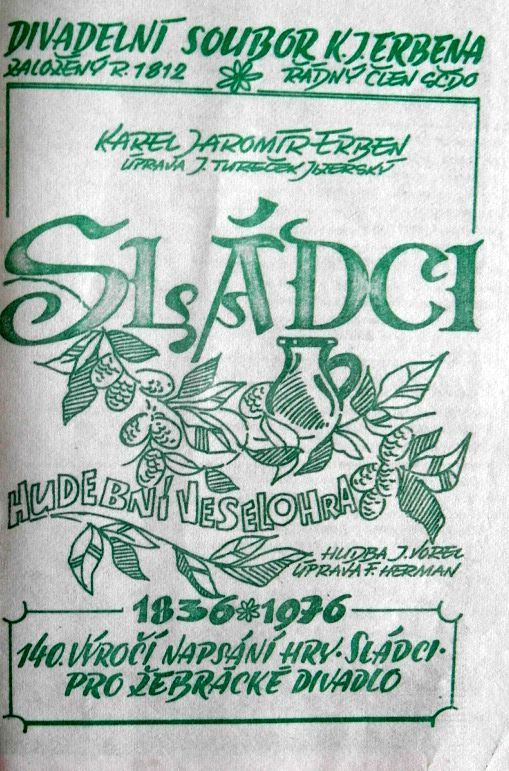 DIVADELNÍ SOUBOR K.J.ERBENA
ZALOŽENÝ R.1812 ŘÁDNÝ ČLEN SČDO
KAREL JAROMÍR ERBEN
ÚPRAVA J. TUREČEK JIZERSKÝ
SLÁDCI
HUDEBNÍ VESELOHRA
HUDBA J. VOREL
ÚPRAVA F. HERMAN
1836 1976
140. VÝROČÍ NAPSÁNÍ HRY · SLÁDCI ·
PRO ŽEBRÁCKÉ DIVADLO